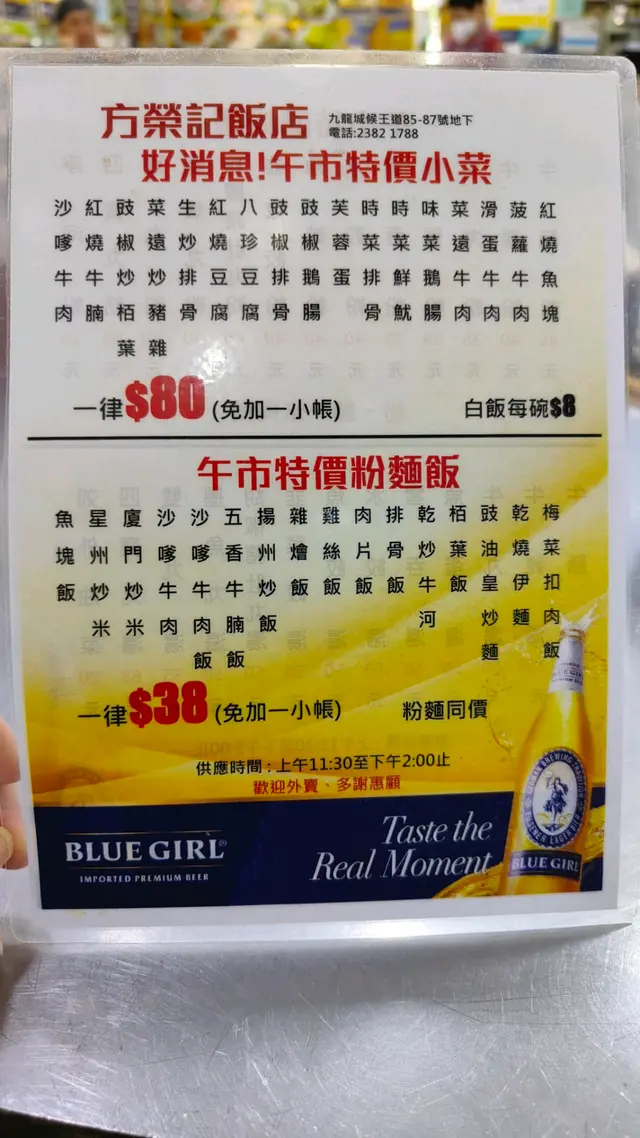 方榮記飯店
九龍城候王道85-87號地下
電話:2382 1788
好消息!午市特價小菜
紅燒魚塊
菠蘿牛肉
滑蛋牛肉
菜遠牛肉
味菜鵝腸
時菜鮮魷
時菜排骨
芙蓉蛋
豉椒鵝腸
豉椒排骨
八珍豆腐
紅燒豆腐
生炒排骨
菜遠炒豬雜
豉椒炒栢葉
紅燒牛腩
沙嗲牛肉
一律$80 (免加一小帳)
白飯每碗$8
午市特價粉麵飯
梅菜扣肉飯
乾燒伊麵
豉油皇炒麵
栢葉飯
乾炒牛河
排骨飯
肉片飯
雞絲飯
雜燴飯
揚州炒飯
五香牛腩飯
沙嗲牛肉飯
沙嗲牛肉
廈門炒米
星州炒米
魚塊飯
一律$38 (免加一小帳)
粉麵同價
供應時間 : 上午11:30至下午2:00止
歡迎外賣、多謝惠顧
BLUE GIRL®
IMPORTED PREMIUM BEER
Taste the
Real Moment
BLUE GIRL